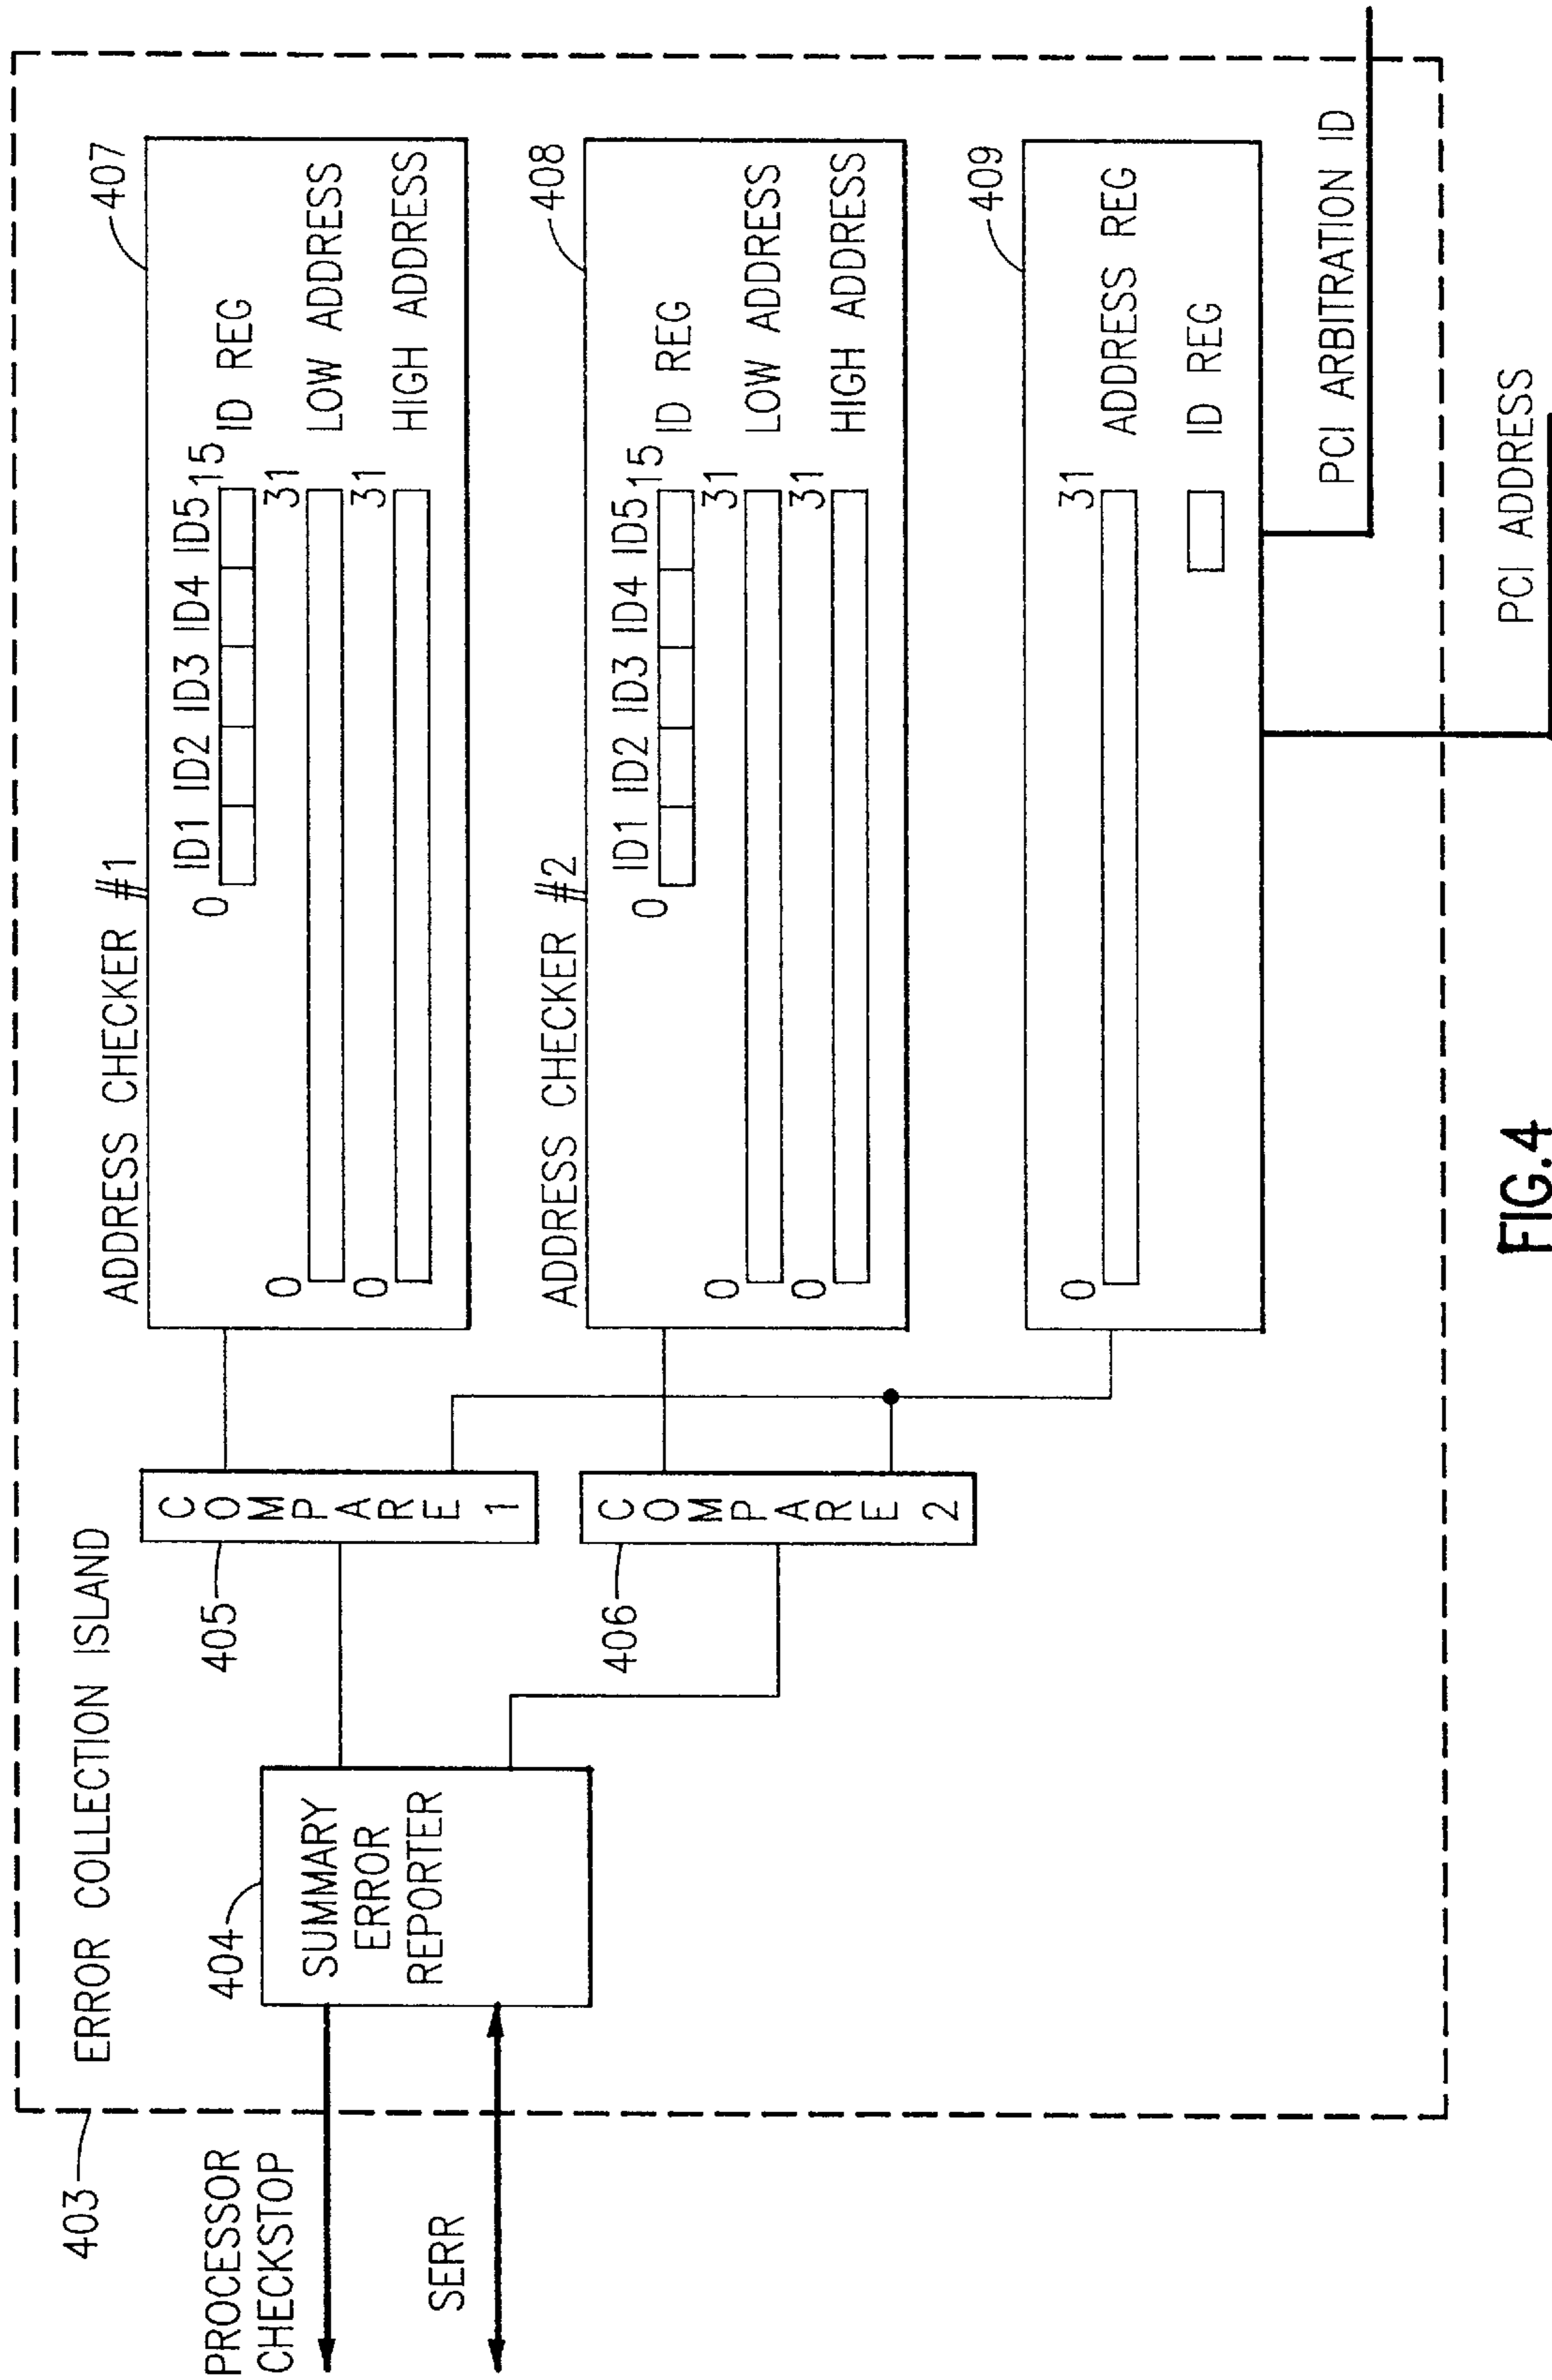 403
ERROR COLLECTION ISLAND
PROCESSOR
CHECKSTOP
SERR
404
SUMMARY
ERROR
REPORTER
405
COMPARE 1
406
COMPARE 2
ADDRESS CHECKER #1
407
ID1 ID2 ID3 ID4 ID5
0 15 ID REG
0 31 LOW ADDRESS
0 31 HIGH ADDRESS
ADDRESS CHECKER #2
408
ID1 ID2 ID3 ID4 ID5
0 15 ID REG
0 31 LOW ADDRESS
0 31 HIGH ADDRESS
409
0 31 ADDRESS REG
ID REG
PCI ARBITRATION ID
PCI ADDRESS
FIG.4